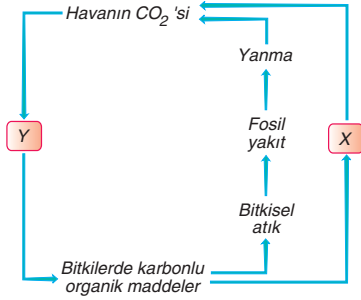 Havanın CO2 'si
Yanma
Y
Fosil
yakıt
X
Bitkisel
atık
Bitkilerde karbonlu
organik maddeler